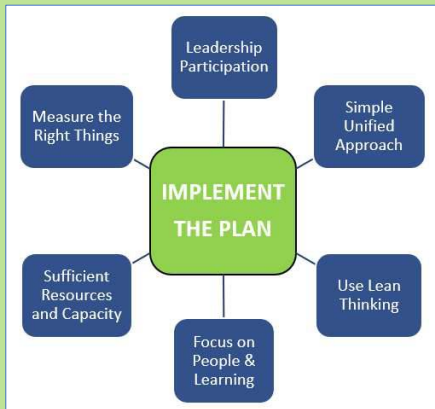 Leadership
Participation
Measure the
Right Things
Simple
Unified
Approach
IMPLEMENT
THE PLAN
Sufficient
Resources
and Capacity
Use Lean
Thinking
Focus on
People &
Learning